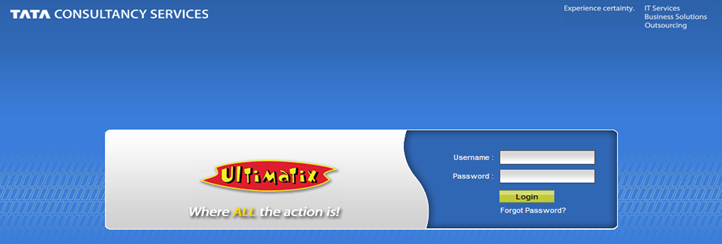 TATA CONSULTANCY SERVICES
Experience certainty. IT Services
Business Solutions
Outsourcing
Ultimatix
Where ALL the action is!
Username :
Password :
Login
Forgot Password?